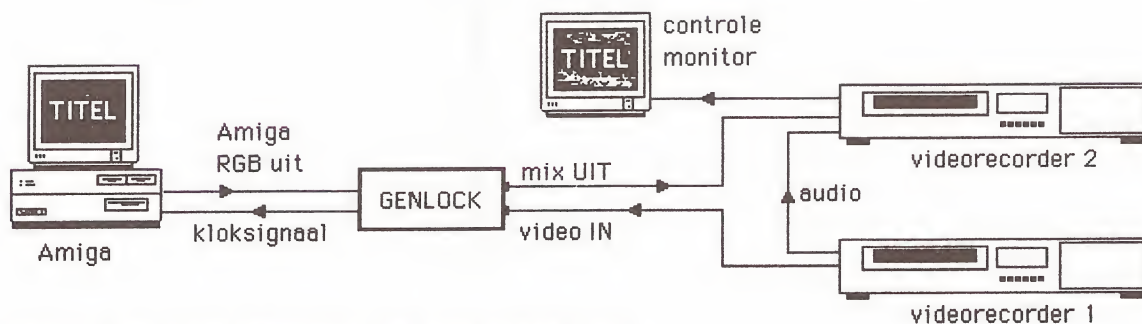 TITEL
Amiga
RGB uit
kloksignaal
Amiga
GENLOCK
mix UIT
video IN
TITEL
controle
monitor
videorecorder 2
audio
videorecorder 1